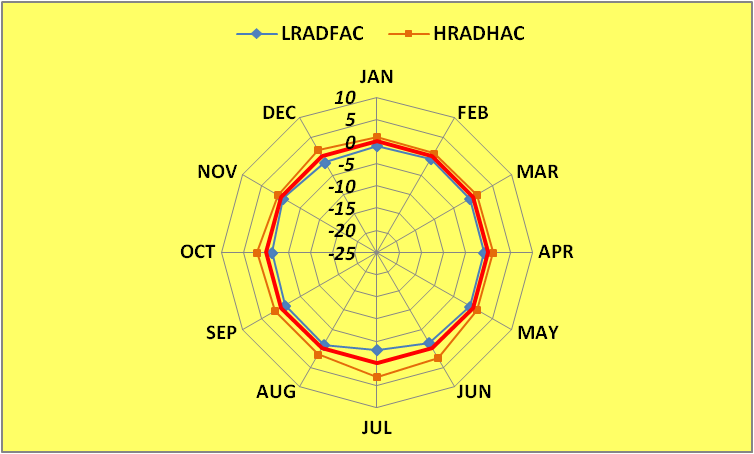 LRADFAC HRADHAC
JAN
DEC 10 FEB
5
0
NOV -5 MAR
-10
-15
-20
OCT -25 APR
SEP MAY
AUG JUN
JUL